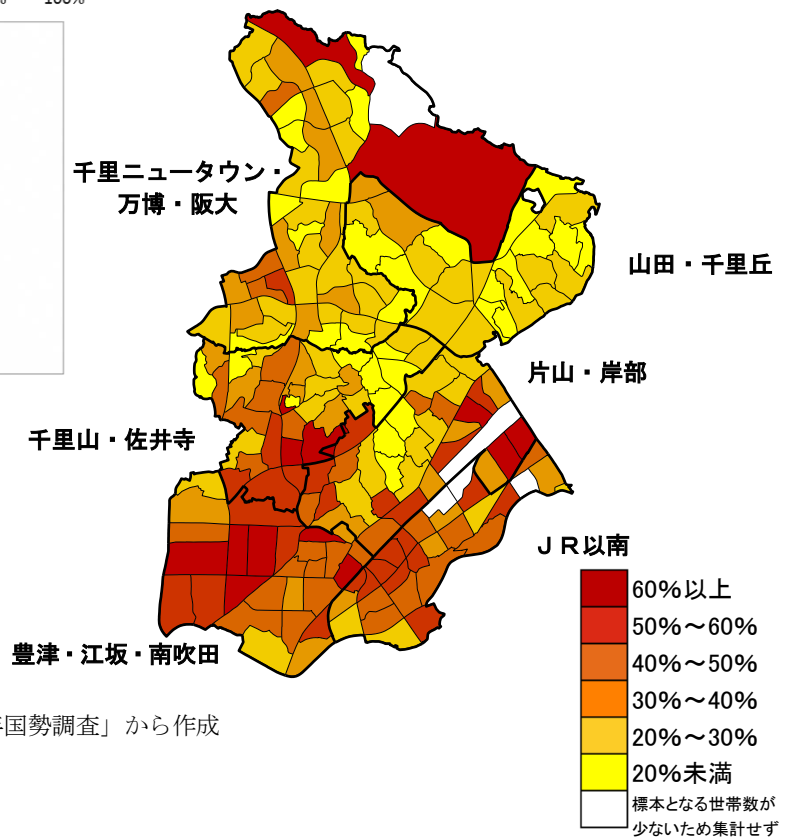 100%
千里ニュータウン・
万博・阪大
山田・千里丘
片山・岸部
千里山・佐井寺
ＪＲ以南
60％以上
50％～60％
40％～50％
30％～40％
20％～30％
20％未満
標本となる世帯数が
少ないため集計せず
豊津・江坂・南吹田
国勢調査」から作成